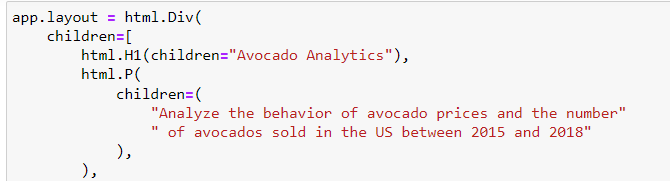 app.layout = html.Div(
    children=[
        html.H1(children="Avocado Analytics"),
        html.P(
            children=(
                "Analyze the behavior of avocado prices and the number"
                " of avocados sold in the US between 2015 and 2018"
            ),
        ),